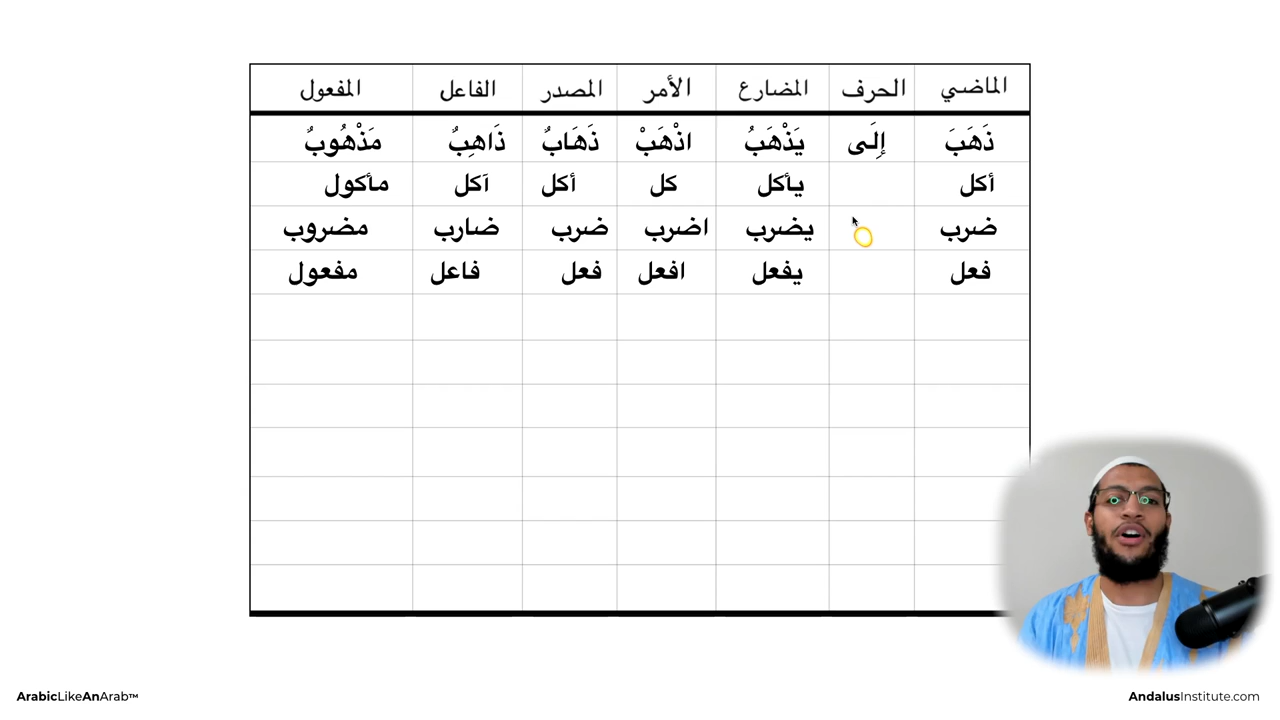 الماضي الحرف المضارع الأمر المصدر الفاعل المفعول
ذَهَبَ إِلَى يَذْهَبُ اذْهَبْ ذَهَابٌ ذَاهِبٌ مَذْهُوبٌ
أكل يأكل كل أكل آكل مأكول
ضرب يضرب اضرب ضرب ضارب مضروب
فعل يفعل افعل فعل فاعل مفعول
ArabicLikeAnArab™
AndalusInstitute.com